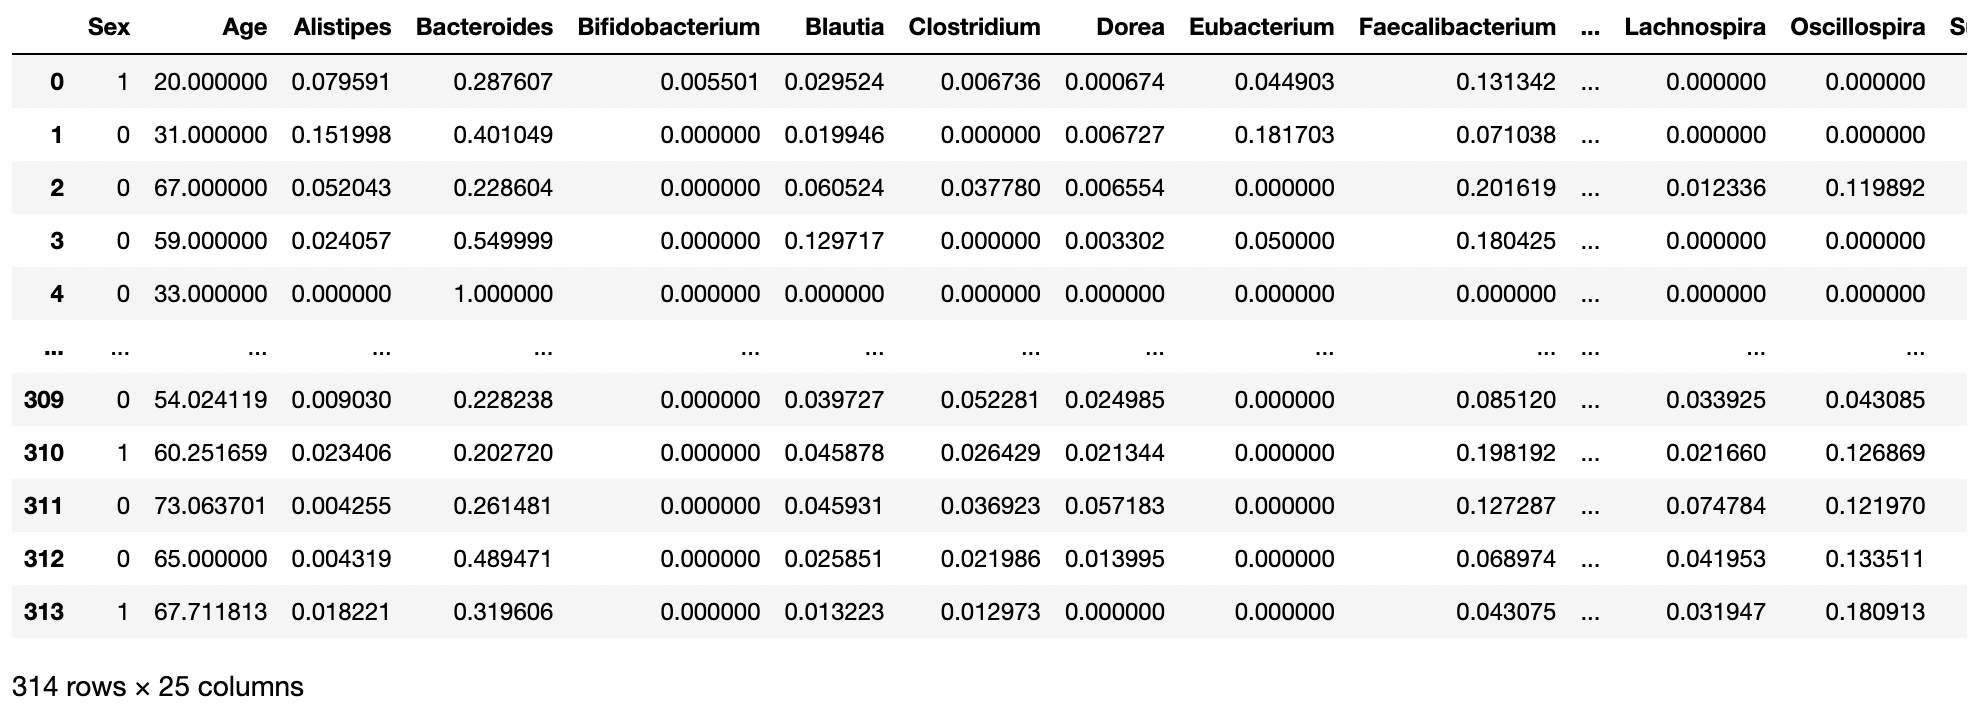 Sex Age Alistipes Bacteroides Bifidobacterium Blautia Clostridium Dorea Eubacterium Faecalibacterium ... Lachnospira Oscillospira
0 1 20.000000 0.079591 0.287607 0.005501 0.029524 0.006736 0.000674 0.044903 0.131342 ... 0.000000 0.000000
1 0 31.000000 0.151998 0.401049 0.000000 0.019946 0.000000 0.006727 0.181703 0.071038 ... 0.000000 0.000000
2 0 67.000000 0.052043 0.228604 0.000000 0.060524 0.037780 0.006554 0.000000 0.201619 ... 0.012336 0.119892
3 0 59.000000 0.024057 0.549999 0.000000 0.129717 0.000000 0.003302 0.050000 0.180425 ... 0.000000 0.000000
4 0 33.000000 0.000000 1.000000 0.000000 0.000000 0.000000 0.000000 0.000000 0.000000 ... 0.000000 0.000000
... ... ... ... ... ... ... ... ... ... ... ... ... ...
309 0 54.024119 0.009030 0.228238 0.000000 0.039727 0.052281 0.024985 0.000000 0.085120 ... 0.033925 0.043085
310 1 60.251659 0.023406 0.202720 0.000000 0.045878 0.026429 0.021344 0.000000 0.198192 ... 0.021660 0.126869
311 0 73.063701 0.004255 0.261481 0.000000 0.045931 0.036923 0.057183 0.000000 0.127287 ... 0.074784 0.121970
312 0 65.000000 0.004319 0.489471 0.000000 0.025851 0.021986 0.013995 0.000000 0.068974 ... 0.041953 0.133511
313 1 67.711813 0.018221 0.319606 0.000000 0.013223 0.012973 0.000000 0.000000 0.043075 ... 0.031947 0.180913
314 rows × 25 columns